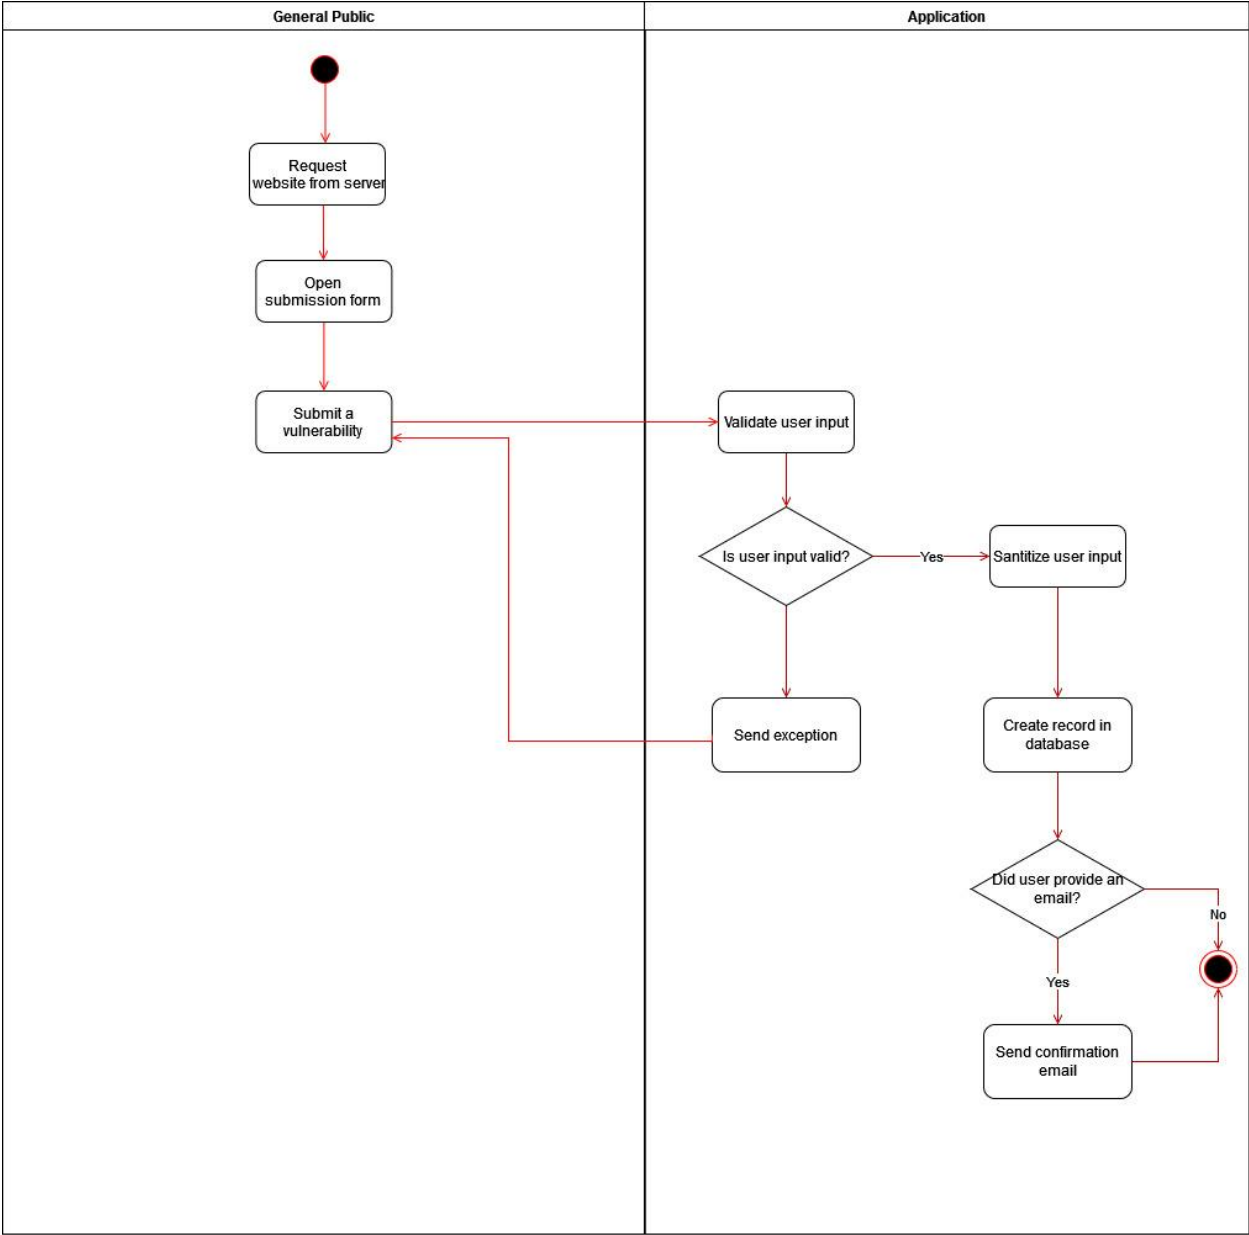 General Public
Application
Request
website from server
Open
submission form
Submit a
vulnerability
Validate user input
Is user input valid?
Yes
Santitize user input
Send exception
Create record in
database
Did user provide an
email?
No
Yes
Send confirmation
email